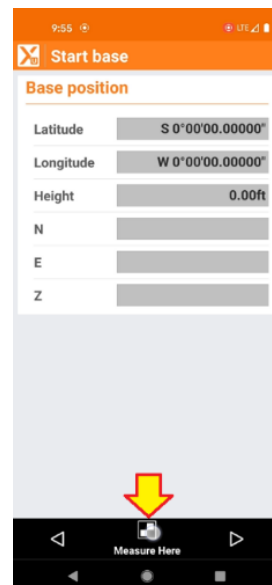 9:55 LTE
Start base
Base position
Latitude S 0°00'00.00000"
Longitude W 0°00'00.00000"
Height 0.00ft
N
E
Z
Measure Here